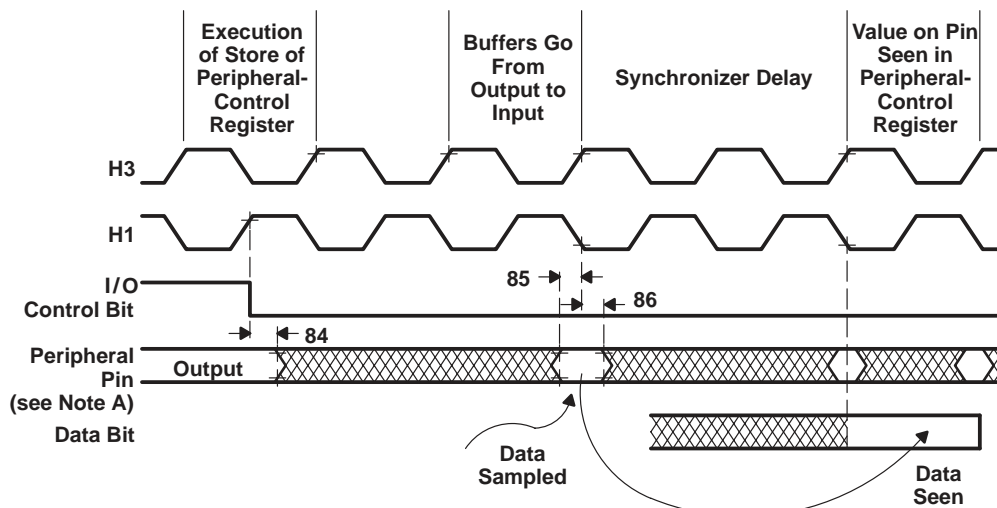 Execution
of Store of
Peripheral-
Control
Register
Buffers Go
From
Output to
Input
Synchronizer Delay
Value on Pin
Seen in
Peripheral-
Control
Register
H3
H1
I/O
Control Bit
85
86
84
Peripheral
Pin
(see Note A)
Output
Data Bit
Data
Sampled
Data
Seen